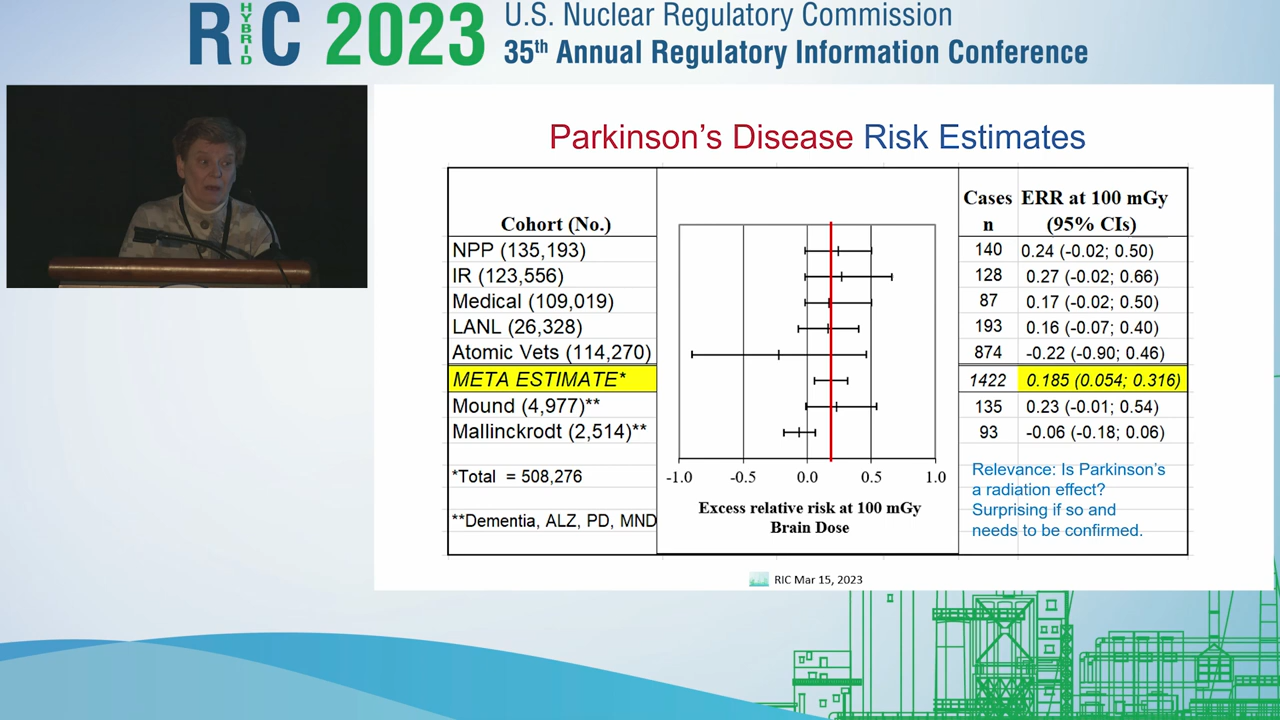 RIC 2023
HYBRID
U.S. Nuclear Regulatory Commission
35th Annual Regulatory Information Conference
Parkinson's Disease Risk Estimates
Cohort (No.)
Cases n
ERR at 100 mGy (95% CIs)
NPP (135,193) 140 0.24 (-0.02; 0.50)
IR (123,556) 128 0.27 (-0.02; 0.66)
Medical (109,019) 87 0.17 (-0.02; 0.50)
LANL (26,328) 193 0.16 (-0.07; 0.40)
Atomic Vets (114,270) 874 -0.22 (-0.90; 0.46)
META ESTIMATE* 1422 0.185 (0.054; 0.316)
Mound (4,977)** 135 0.23 (-0.01; 0.54)
Mallinckrodt (2,514)** 93 -0.06 (-0.18; 0.06)
-1.0 -0.5 0.0 0.5 1.0
Excess relative risk at 100 mGy
Brain Dose
*Total = 508,276
**Dementia, ALZ, PD, MND
Relevance: Is Parkinson's
a radiation effect?
Surprising if so and
needs to be confirmed.
RIC Mar 15, 2023